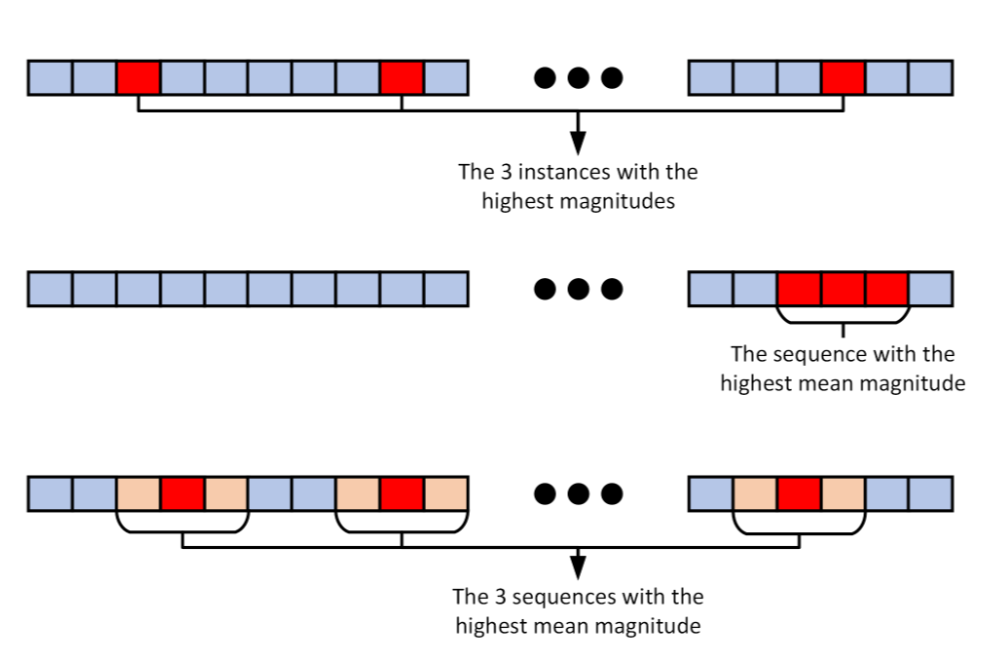 The 3 instances with the
highest magnitudes
The sequence with the
highest mean magnitude
The 3 sequences with the
highest mean magnitude